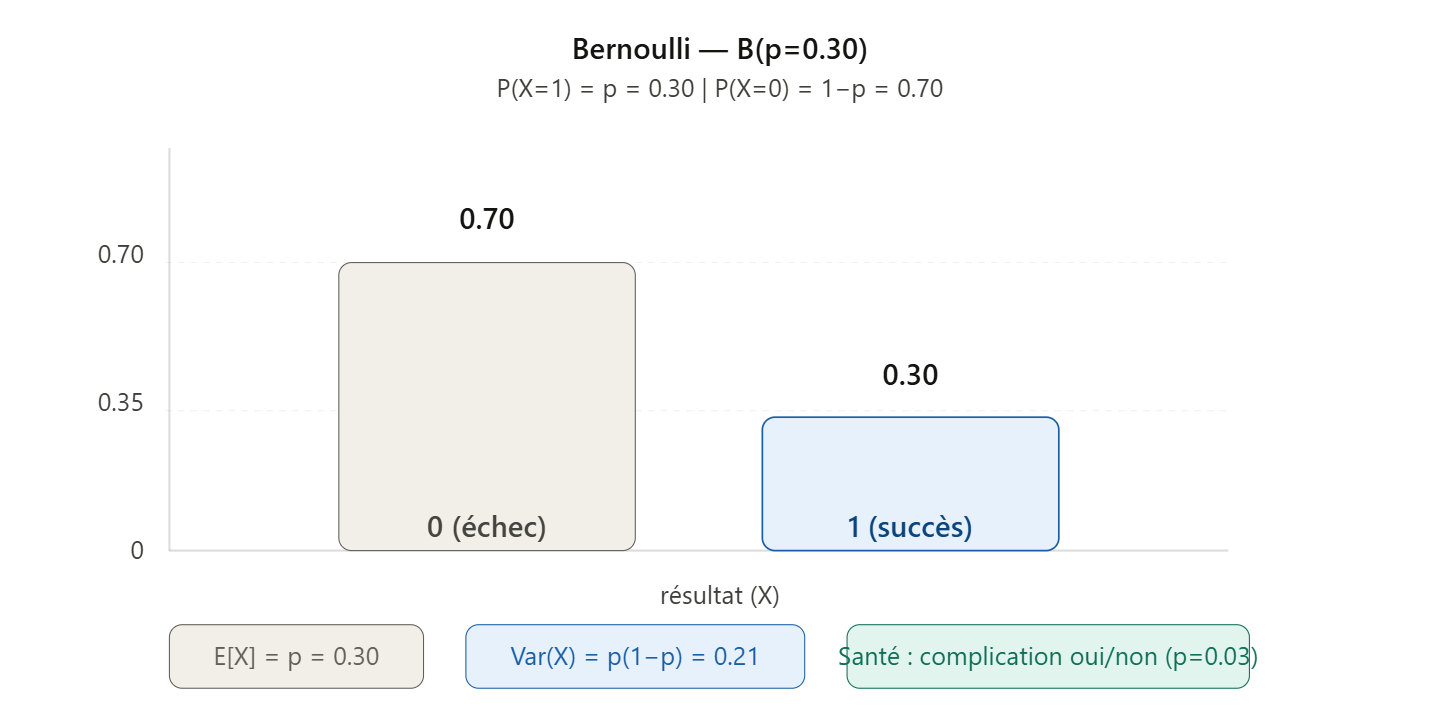 Bernoulli — B(p=0.30)
P(X=1) = p = 0.30 | P(X=0) = 1−p = 0.70
0.70
0.70
0.30
0.35
0 (échec)
1 (succès)
0
résultat (X)
E[X] = p = 0.30
Var(X) = p(1−p) = 0.21
Santé : complication oui/non (p=0.03)